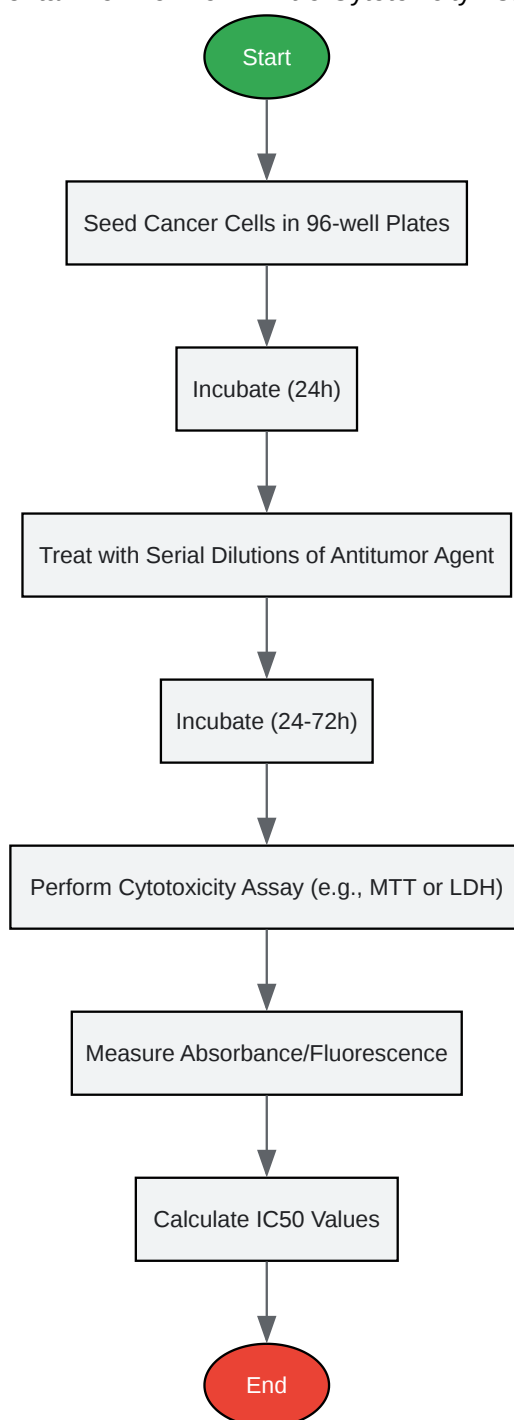 Start
Seed Cancer Cells in 96-well Plates
Incubate (24h)
Treat with Serial Dilutions of Antitumor Agent
Incubate (24-72h)
Perform Cytotoxicity Assay (e.g., MTT or LDH)
Measure Absorbance/Fluorescence
Calculate IC50 Values
End